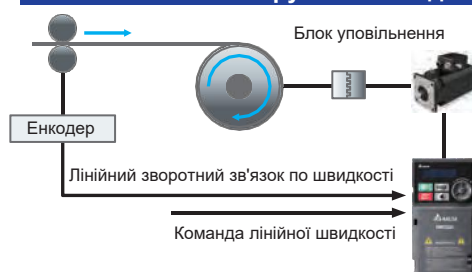 Блок уповільнення
Енкодер
Лінійний зворотний зв'язок по швидкості
Команда лінійної швидкості